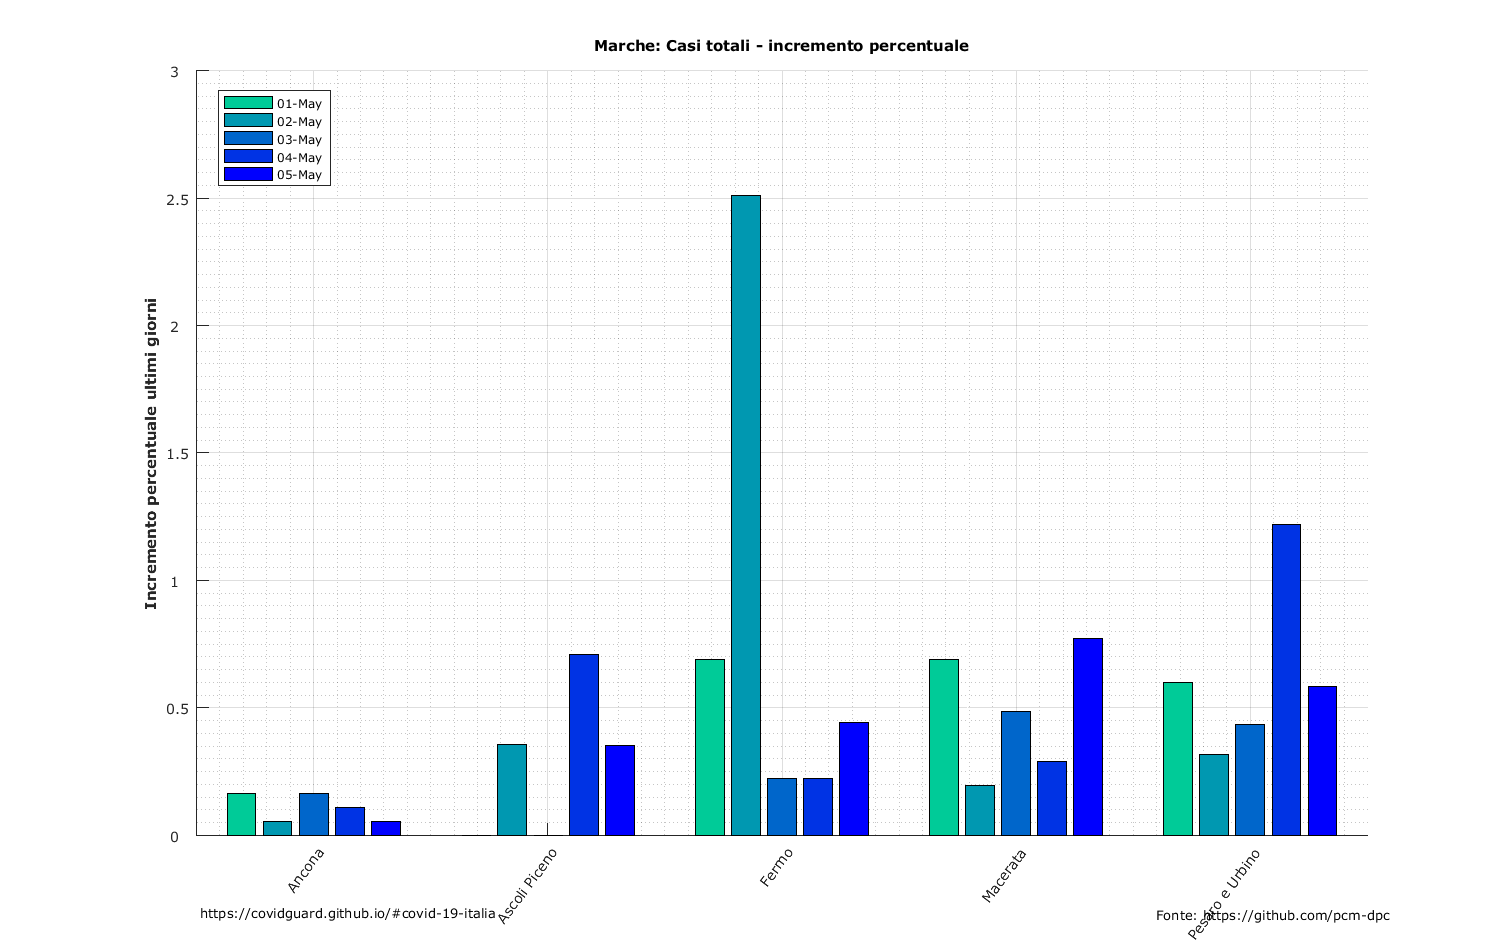 Marche: Casi totali - incremento percentuale
3
2.5
2
1.5
1
0.5
0
Incremento percentuale ultimi giorni
01-May
02-May
03-May
04-May
05-May
Ancona
Ascoli Piceno
Fermo
Macerata
Pesaro e Urbino
https://covidguard.github.io/#covid-19-italia
Fonte: https://github.com/pcm-dpc